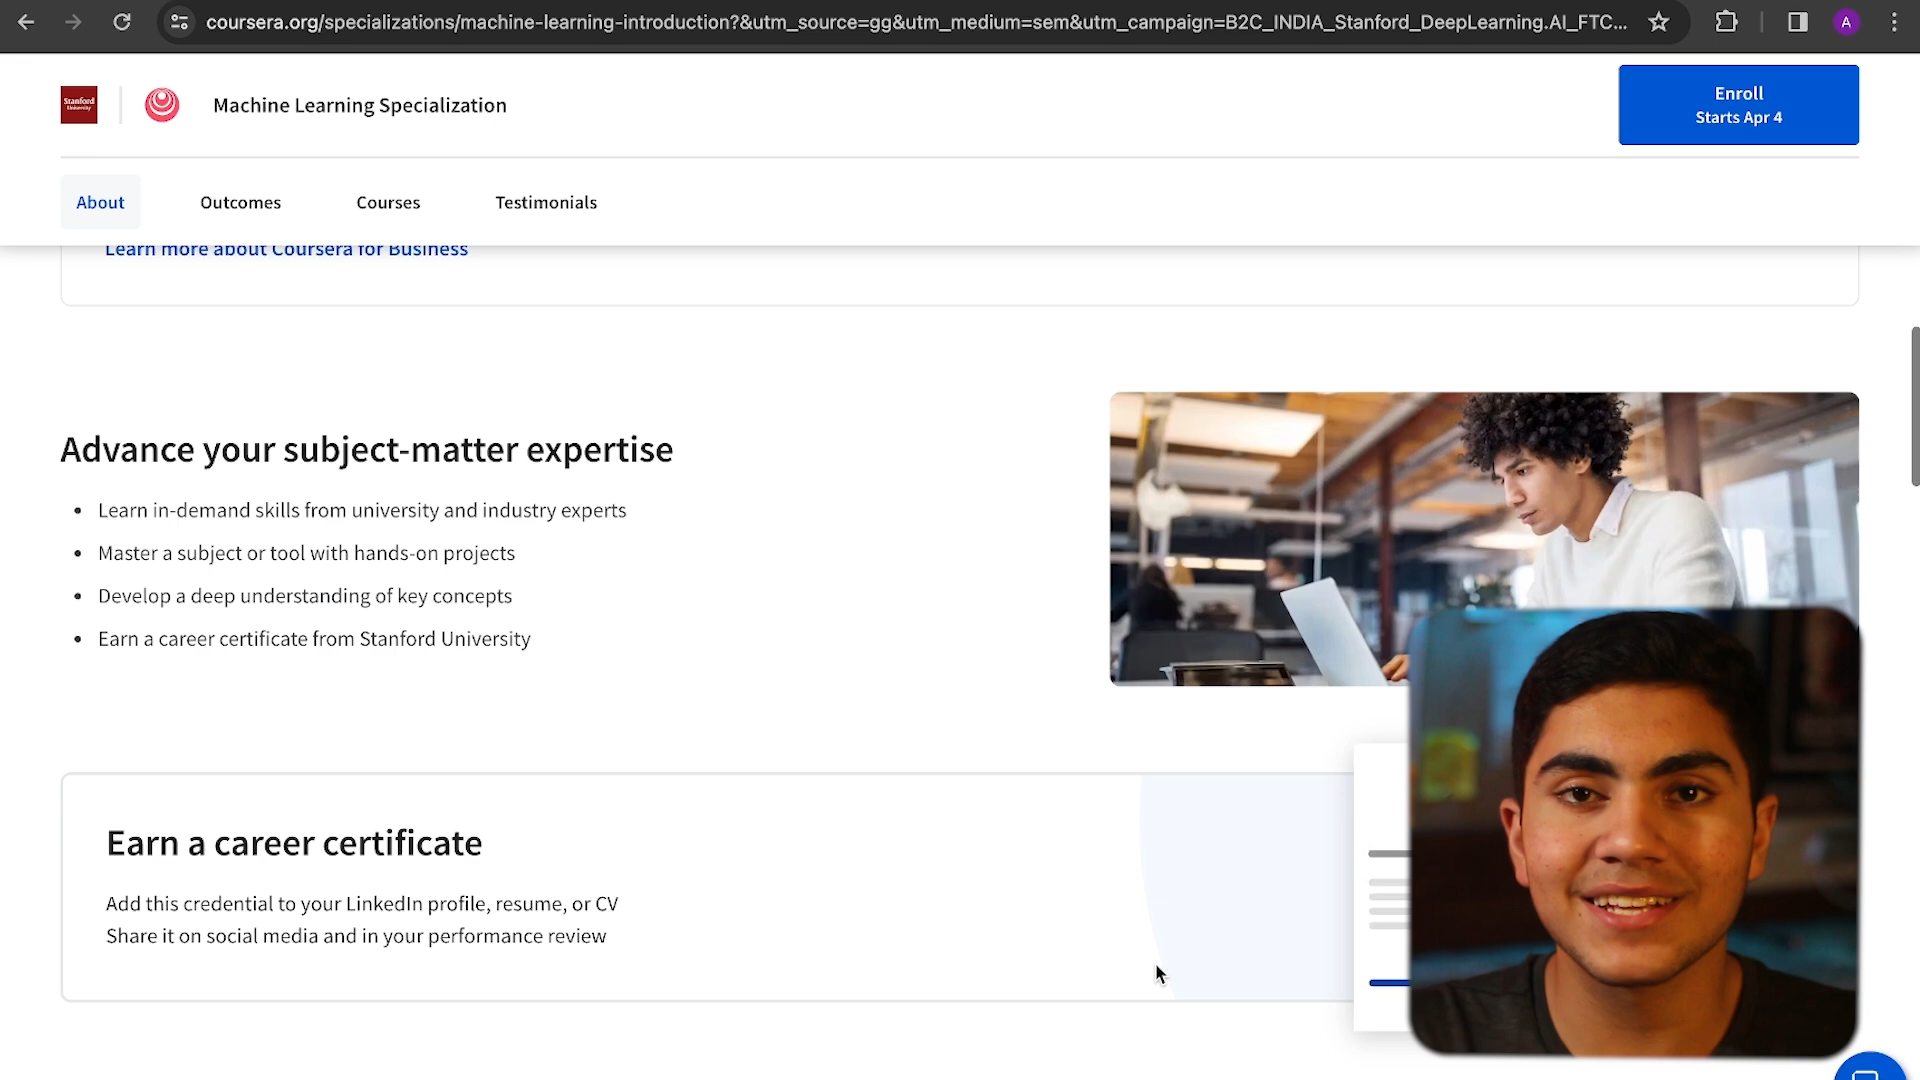 coursera.org/specializations/machine-learning-introduction?&utm_source=gg&utm_medium=sem&utm_campaign=B2C_INDIA_Stanford_DeepLearning.AI_FTC...
A
Stanford
University
Machine Learning Specialization
Enroll
Starts Apr 4
About
Outcomes
Courses
Testimonials
Learn more about Coursera for Business
Advance your subject-matter expertise
• Learn in-demand skills from university and industry experts
• Master a subject or tool with hands-on projects
• Develop a deep understanding of key concepts
• Earn a career certificate from Stanford University
Earn a career certificate
Add this credential to your LinkedIn profile, resume, or CV
Share it on social media and in your performance review